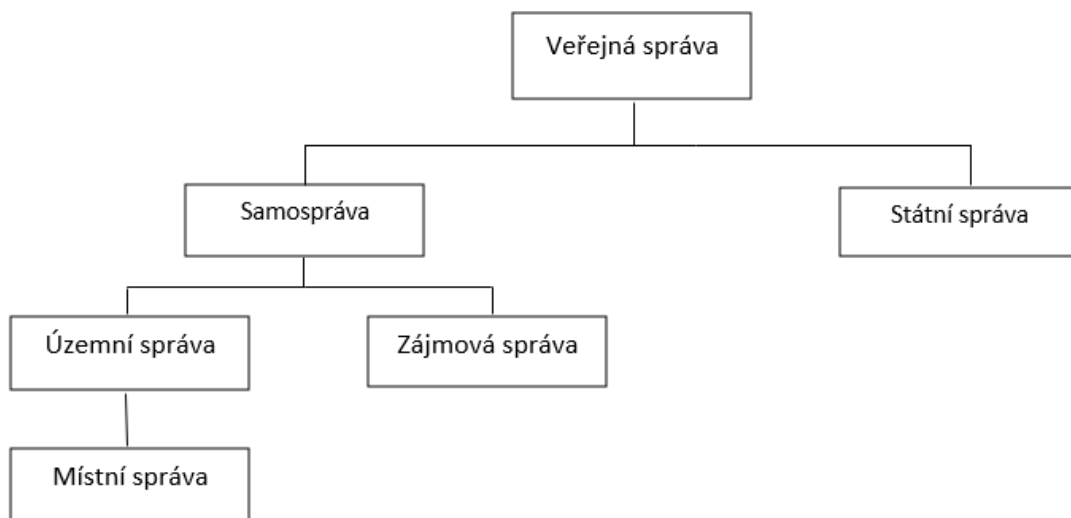 Veřejná správa
Samospráva
Státní správa
Územní správa
Zájmová správa
Místní správa